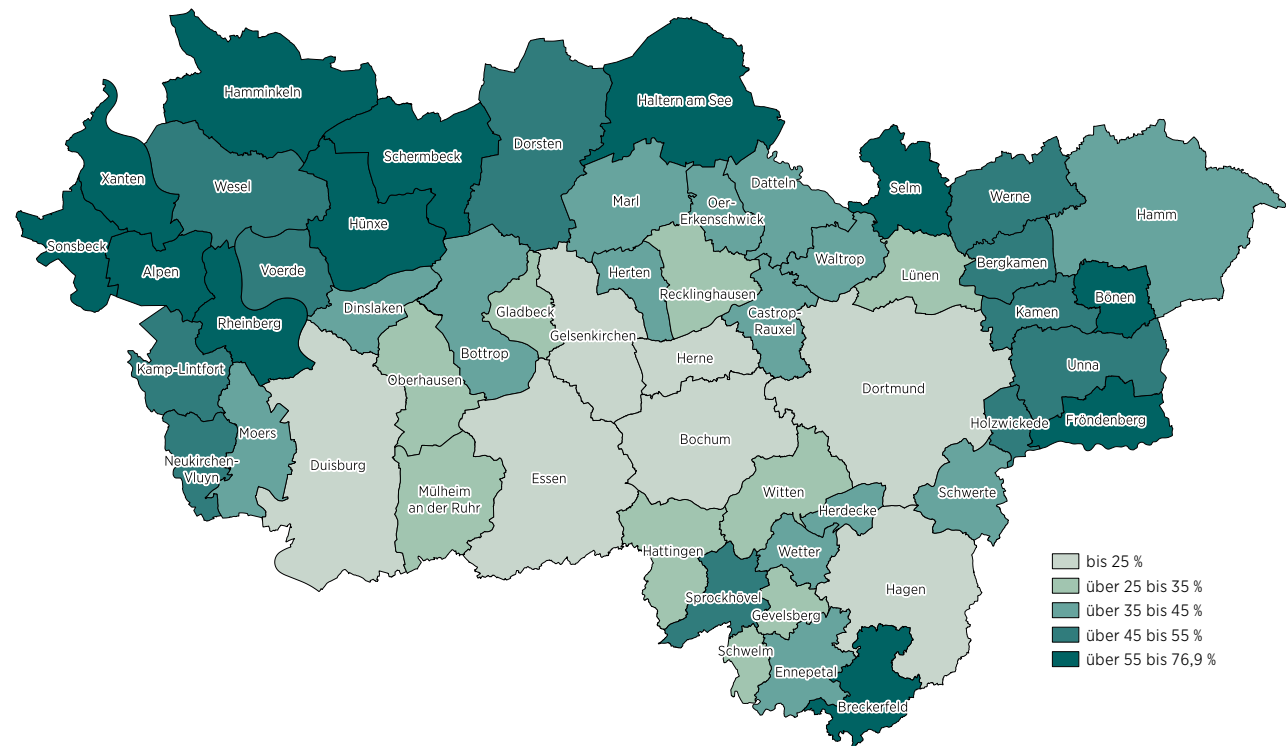 Hamminkeln
Haltern am See
Dorsten
Schermbeck
Xanten
Wesel
Datteln
Selm
Werne
Marl
Oer-
Erkenschwick
Hamm
Hünxe
Sonsbeck
Alpen
Voerde
Herten
Waltrop
Lünen
Bergkamen
Recklinghausen
Bönen
Dinslaken
Gladbeck
Kamen
Castrop-
Rauxel
Rheinberg
Gelsenkirchen
Bottrop
Herne
Unna
Kamp-Lintfort
Oberhausen
Dortmund
Fröndenberg
Holzwickede
Moers
Bochum
Neukirchen-
Vluyn
Duisburg
Essen
Mülheim
an der Ruhr
Witten
Schwerte
Herdecke
Hattingen
Wetter
Hagen
Sprockhövel
Gevelsberg
Schwelm
Ennepetal
Breckerfeld
bis 25 %
über 25 bis 35 %
über 35 bis 45 %
über 45 bis 55 %
über 55 bis 76,9 %